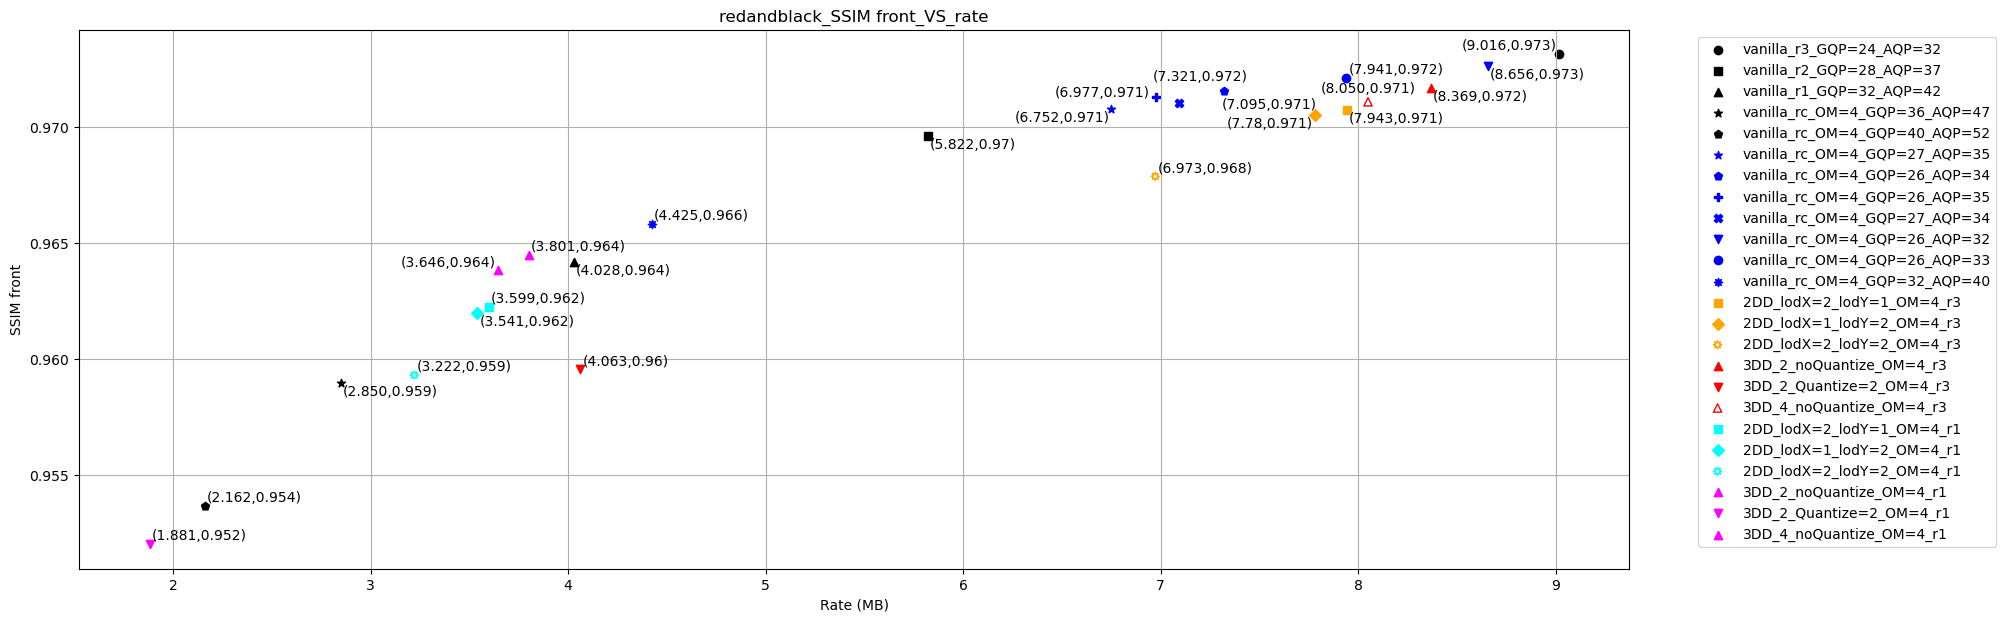 redandblack_SSIM front_VS_rate
SSIM front
0.970
0.965
0.960
0.955
(9.016,0.973)
(8.656,0.973)
(7.941,0.972)
(7.321,0.972)
(8.050,0.971)
(8.369,0.972)
(6.977,0.971)
(7.095,0.971)
(6.752,0.971)
(7.78,0.971)
(7.943,0.971)
(5.822,0.97)
(6.973,0.968)
(4.425,0.966)
(3.801,0.964)
(3.646,0.964)
(4.028,0.964)
(3.599,0.962)
(3.541,0.962)
(4.063,0.96)
(3.222,0.959)
(2.850,0.959)
(2.162,0.954)
(1.881,0.952)
2 3 4 5 6 7 8 9
Rate (MB)
vanilla_r3_GQP=24_AQP=32
vanilla_r2_GQP=28_AQP=37
vanilla_r1_GQP=32_AQP=42
vanilla_rc_OM=4_GQP=36_AQP=47
vanilla_rc_OM=4_GQP=40_AQP=52
vanilla_rc_OM=4_GQP=27_AQP=35
vanilla_rc_OM=4_GQP=26_AQP=34
vanilla_rc_OM=4_GQP=26_AQP=35
vanilla_rc_OM=4_GQP=27_AQP=34
vanilla_rc_OM=4_GQP=26_AQP=32
vanilla_rc_OM=4_GQP=26_AQP=33
vanilla_rc_OM=4_GQP=32_AQP=40
2DD_lodX=2_lodY=1_OM=4_r3
2DD_lodX=1_lodY=2_OM=4_r3
2DD_lodX=2_lodY=2_OM=4_r3
3DD_2_noQuantize_OM=4_r3
3DD_2_Quantize=2_OM=4_r3
3DD_4_noQuantize_OM=4_r3
2DD_lodX=2_lodY=1_OM=4_r1
2DD_lodX=1_lodY=2_OM=4_r1
2DD_lodX=2_lodY=2_OM=4_r1
3DD_2_noQuantize_OM=4_r1
3DD_2_Quantize=2_OM=4_r1
3DD_4_noQuantize_OM=4_r1